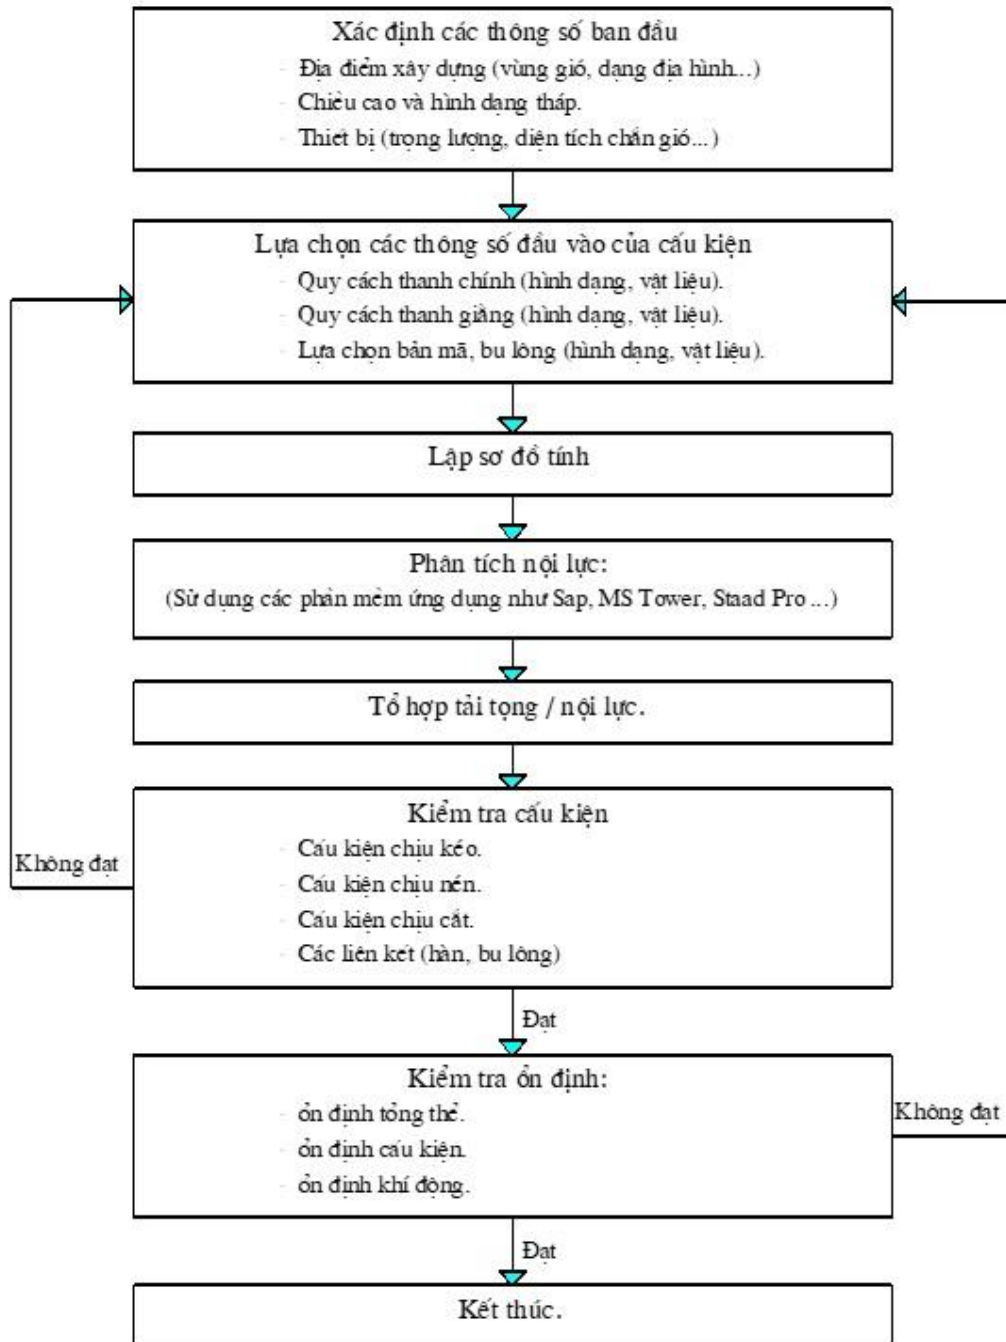 Xác định các thông số ban đầu
- Địa điểm xây dựng (vùng gió, dạng địa hình...)
- Chiều cao và hình dạng tháp.
- Thiết bị (trọng lượng, diện tích chắn gió...)
Lựa chọn các thông số đầu vào của cấu kiện
- Quy cách thanh chính (hình dạng, vật liệu).
- Quy cách thanh giằng (hình dạng, vật liệu).
- Lựa chọn bản mã, bu lông (hình dạng, vật liệu).
Lập sơ đồ tính
Phân tích nội lực:
(Sử dụng các phần mềm ứng dụng như Sap, MS Tower, Staad Pro ...)
Tổ hợp tải tọng / nội lực.
Kiểm tra cấu kiện
- Cấu kiện chịu kéo.
- Cấu kiện chịu nén.
- Cấu kiện chịu cắt.
- Các liên kết (hàn, bu lông)
Không đạt
Đạt
Kiểm tra ổn định:
- ổn định tổng thể.
- ổn định cấu kiện.
- ổn định khí động.
Không đạt
Đạt
Kết thúc.